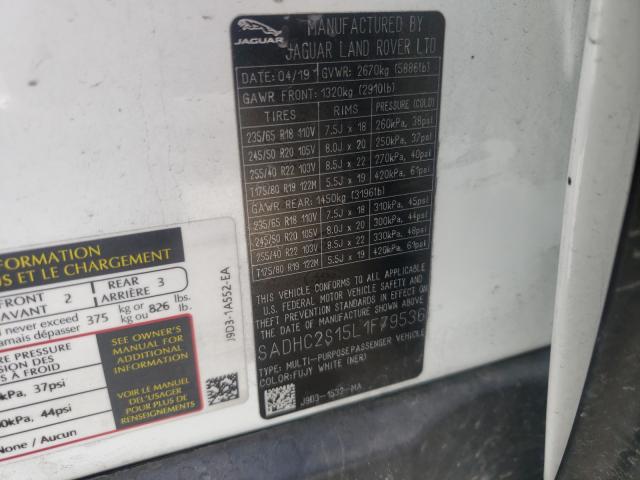 JAGUAR
MANUFACTURED BY
JAGUAR LAND ROVER LTD
DATE: 04/19 GVWR: 2670kg (5886lb)
GAWR FRONT: 1320kg (2910lb)
TIRES RIMS PRESSURE (COLD)
235/65 R18 110V 7.5J x 18 260kPa, 38psi
245/50 R20 105V 8.0J x 20 250kPa, 37psi
255/40 R22 103V 8.5J x 22 270kPa, 40psi
T175/80 R19 122M 5.5J x 19 420kPa, 61psi
GAWR REAR: 1450kg (3196lb)
235/65 R18 110V 7.5J x 18 310kPa, 45psi
245/50 R20 105V 8.0J x 20 300kPa, 44psi
255/40 R22 103V 8.5J x 22 330kPa, 48psi
T175/80 R19 122M 5.5J x 19 420kPa, 61psi
THIS VEHICLE CONFORMS TO ALL APPLICABLE
U.S. FEDERAL MOTOR VEHICLE SAFETY
STANDARDS IN EFFECT ON THE DATE OF
MANUFACTURE SHOWN ABOVE
SADHC2S15L1F79536
TYPE: MULTI-PURPOSE PASSENGER VEHICLE
COLOR: FUJY WHITE (NER)
J9D3-1532-MA
FORMATION
US ET LE CHARGEMENT
FRONT 2 REAR 3
AVANT ARRIÈRE
never exceed 375 kg or 826 lbs.
jamais dépasser kg ou lb.
RE PRESSURE
SION DES
S À FROID
kPa, 37psi
0kPa, 44psi
None / Aucun
SEE OWNER'S
MANUAL FOR
ADDITIONAL
INFORMATION
VOIR LE MANUEL
DE L'USAGER
POUR PLUS DE
RENSEIGNEMENTS
J9D3-1A552-EA